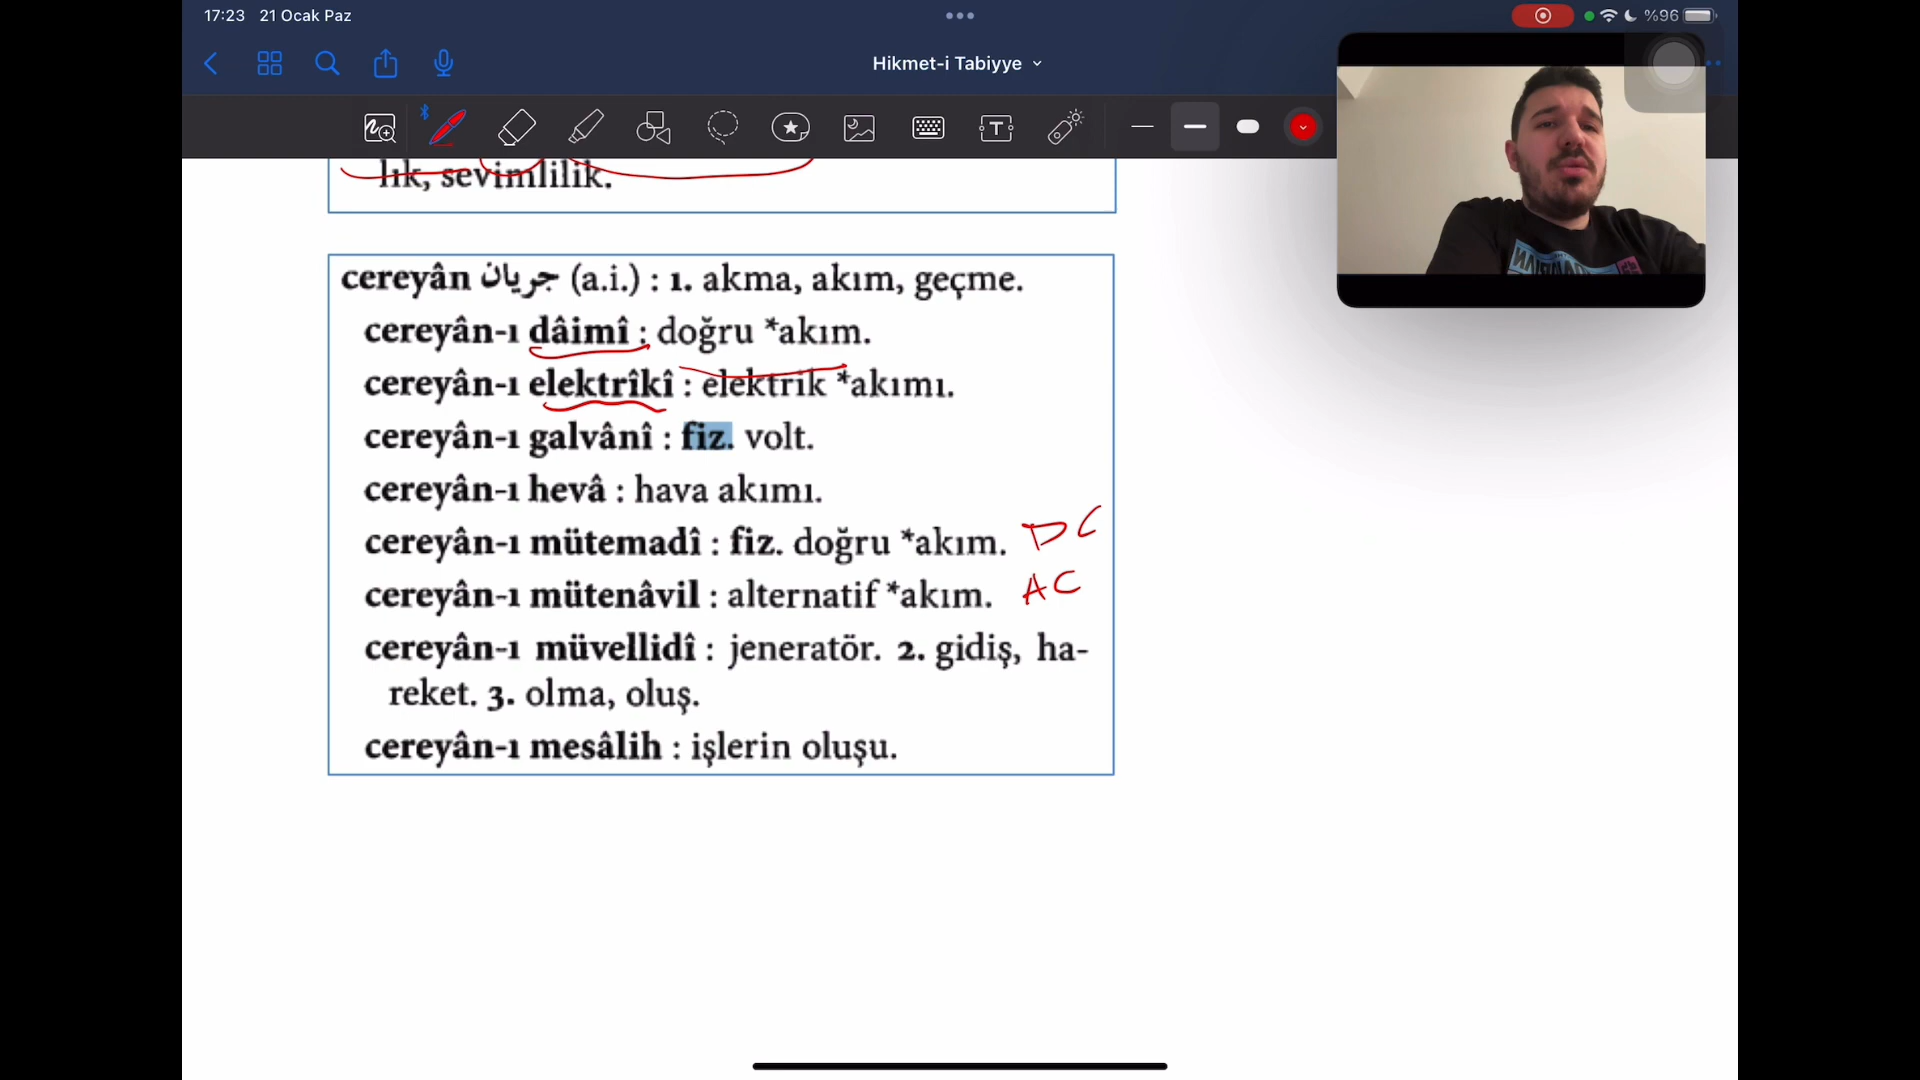 17:23 21 Ocak Paz
%96
Hikmet-i Tabiyye
lık, sevimlilik.
cereyân جريان (a.i.) : 1. akma, akım, geçme.
cereyân-ı dâimî : doğru *akım.
cereyân-ı elektrîkî : elektrik *akımı.
cereyân-ı galvânî : fiz. volt.
cereyân-ı hevâ : hava akımı.
cereyân-ı mütemadî : fiz. doğru *akım. DC
cereyân-ı mütenâvil : alternatif *akım. AC
cereyân-ı müvellidî : jeneratör. 2. gidiş, ha-
reket. 3. olma, oluş.
cereyân-ı mesâlih : işlerin oluşu.